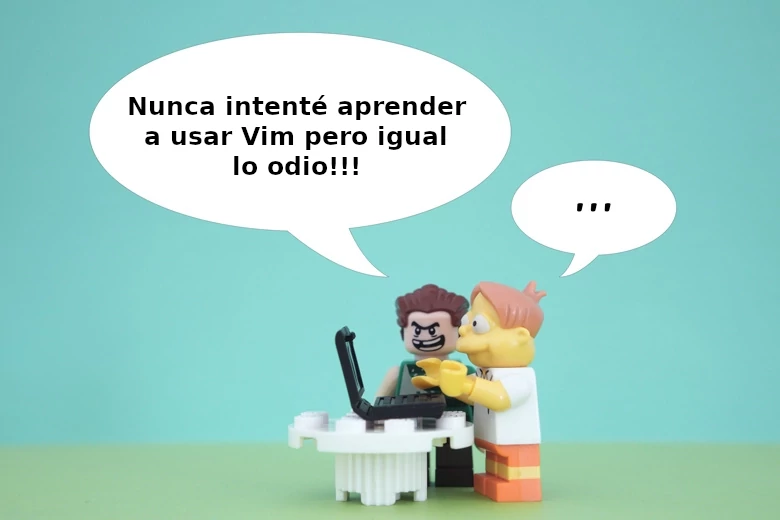 Nunca intenté aprender
a usar Vim pero igual
lo odio!!!
,,,